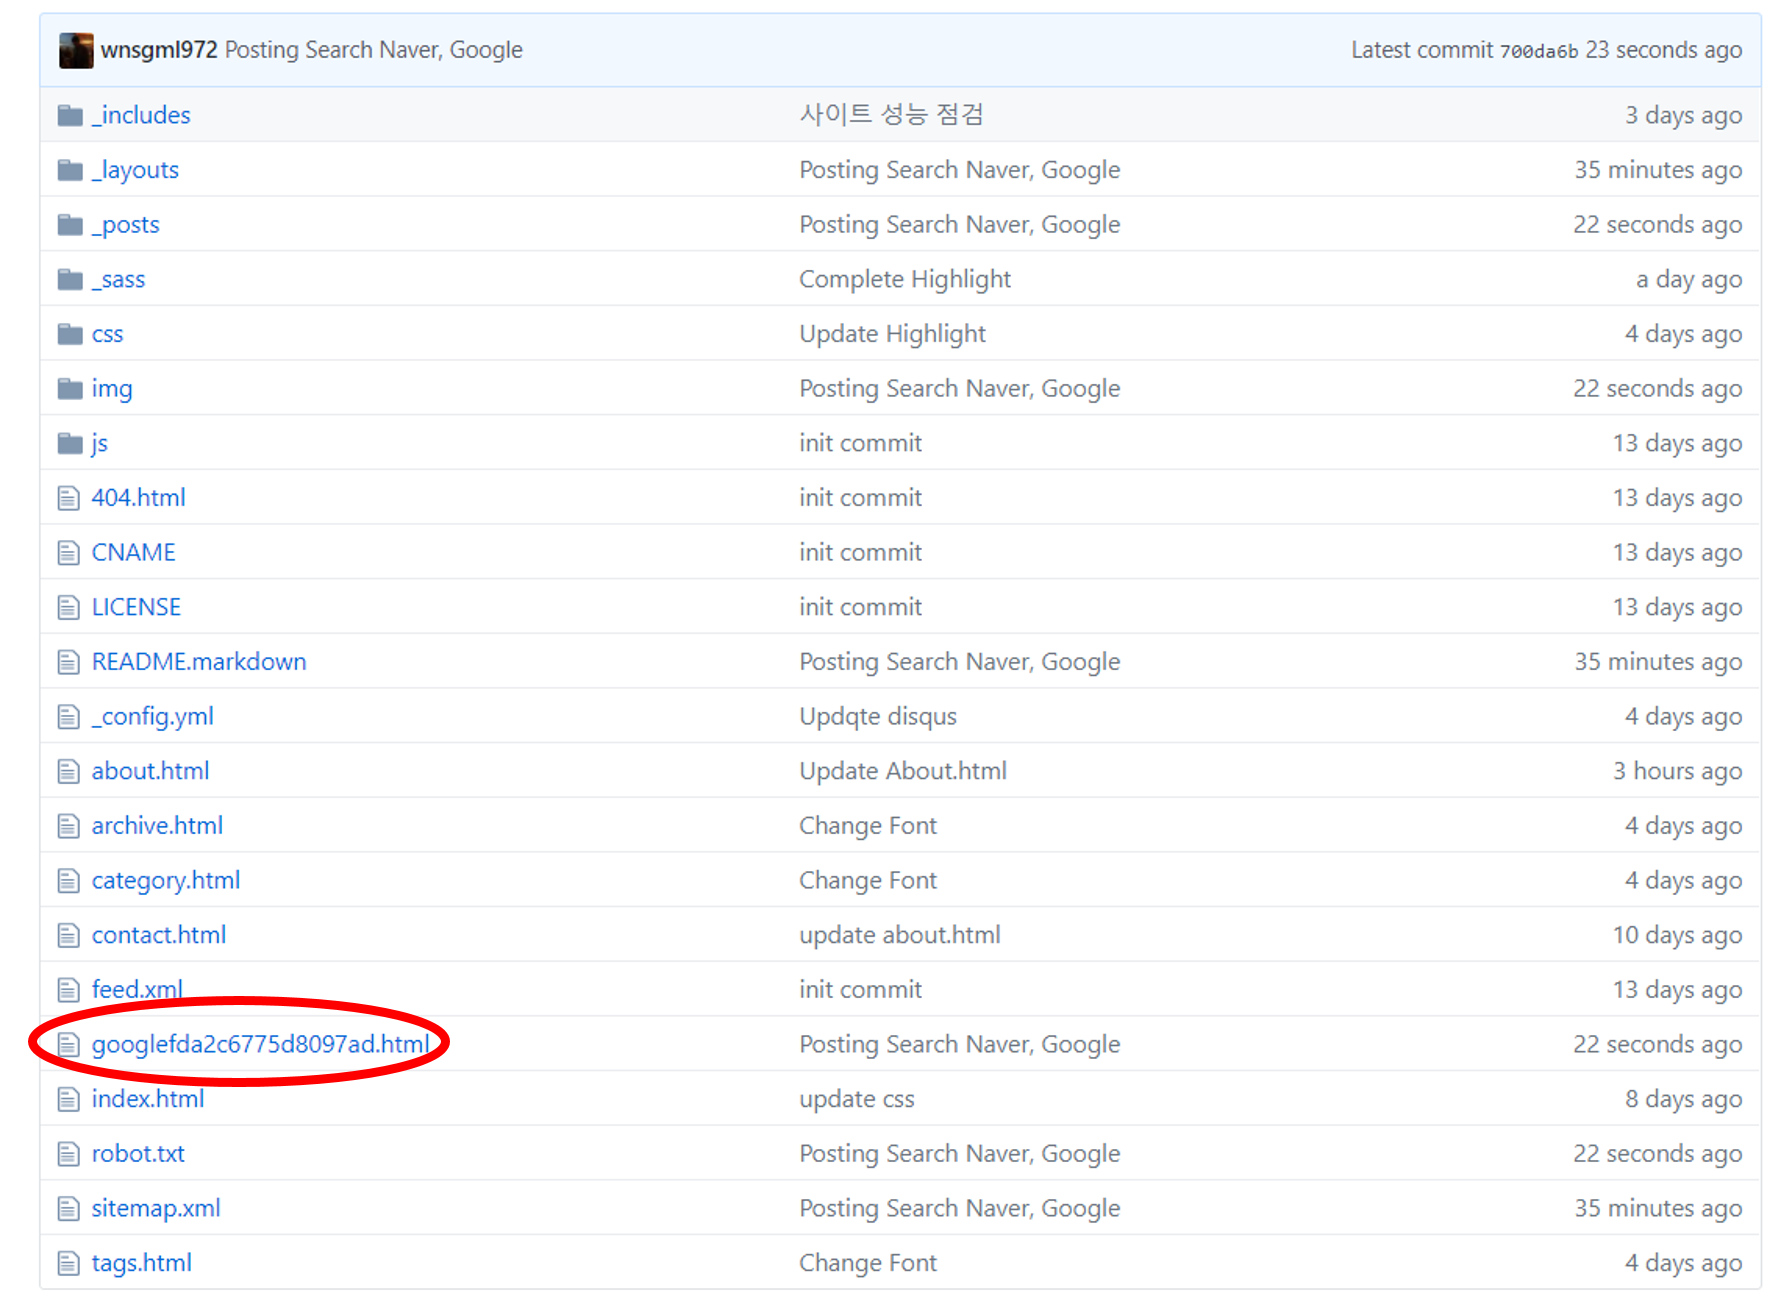 wnsgml972 Posting Search Naver, Google Latest commit 700da6b 23 seconds ago
_includes 사이트 성능 점검 3 days ago
_layouts Posting Search Naver, Google 35 minutes ago
_posts Posting Search Naver, Google 22 seconds ago
_sass Complete Highlight a day ago
css Update Highlight 4 days ago
img Posting Search Naver, Google 22 seconds ago
js init commit 13 days ago
404.html init commit 13 days ago
CNAME init commit 13 days ago
LICENSE init commit 13 days ago
README.markdown Posting Search Naver, Google 35 minutes ago
_config.yml Updqte disqus 4 days ago
about.html Update About.html 3 hours ago
archive.html Change Font 4 days ago
category.html Change Font 4 days ago
contact.html update about.html 10 days ago
feed.xml init commit 13 days ago
googlefda2c6775d8097ad.html Posting Search Naver, Google 22 seconds ago
index.html update css 8 days ago
robot.txt Posting Search Naver, Google 22 seconds ago
sitemap.xml Posting Search Naver, Google 35 minutes ago
tags.html Change Font 4 days ago